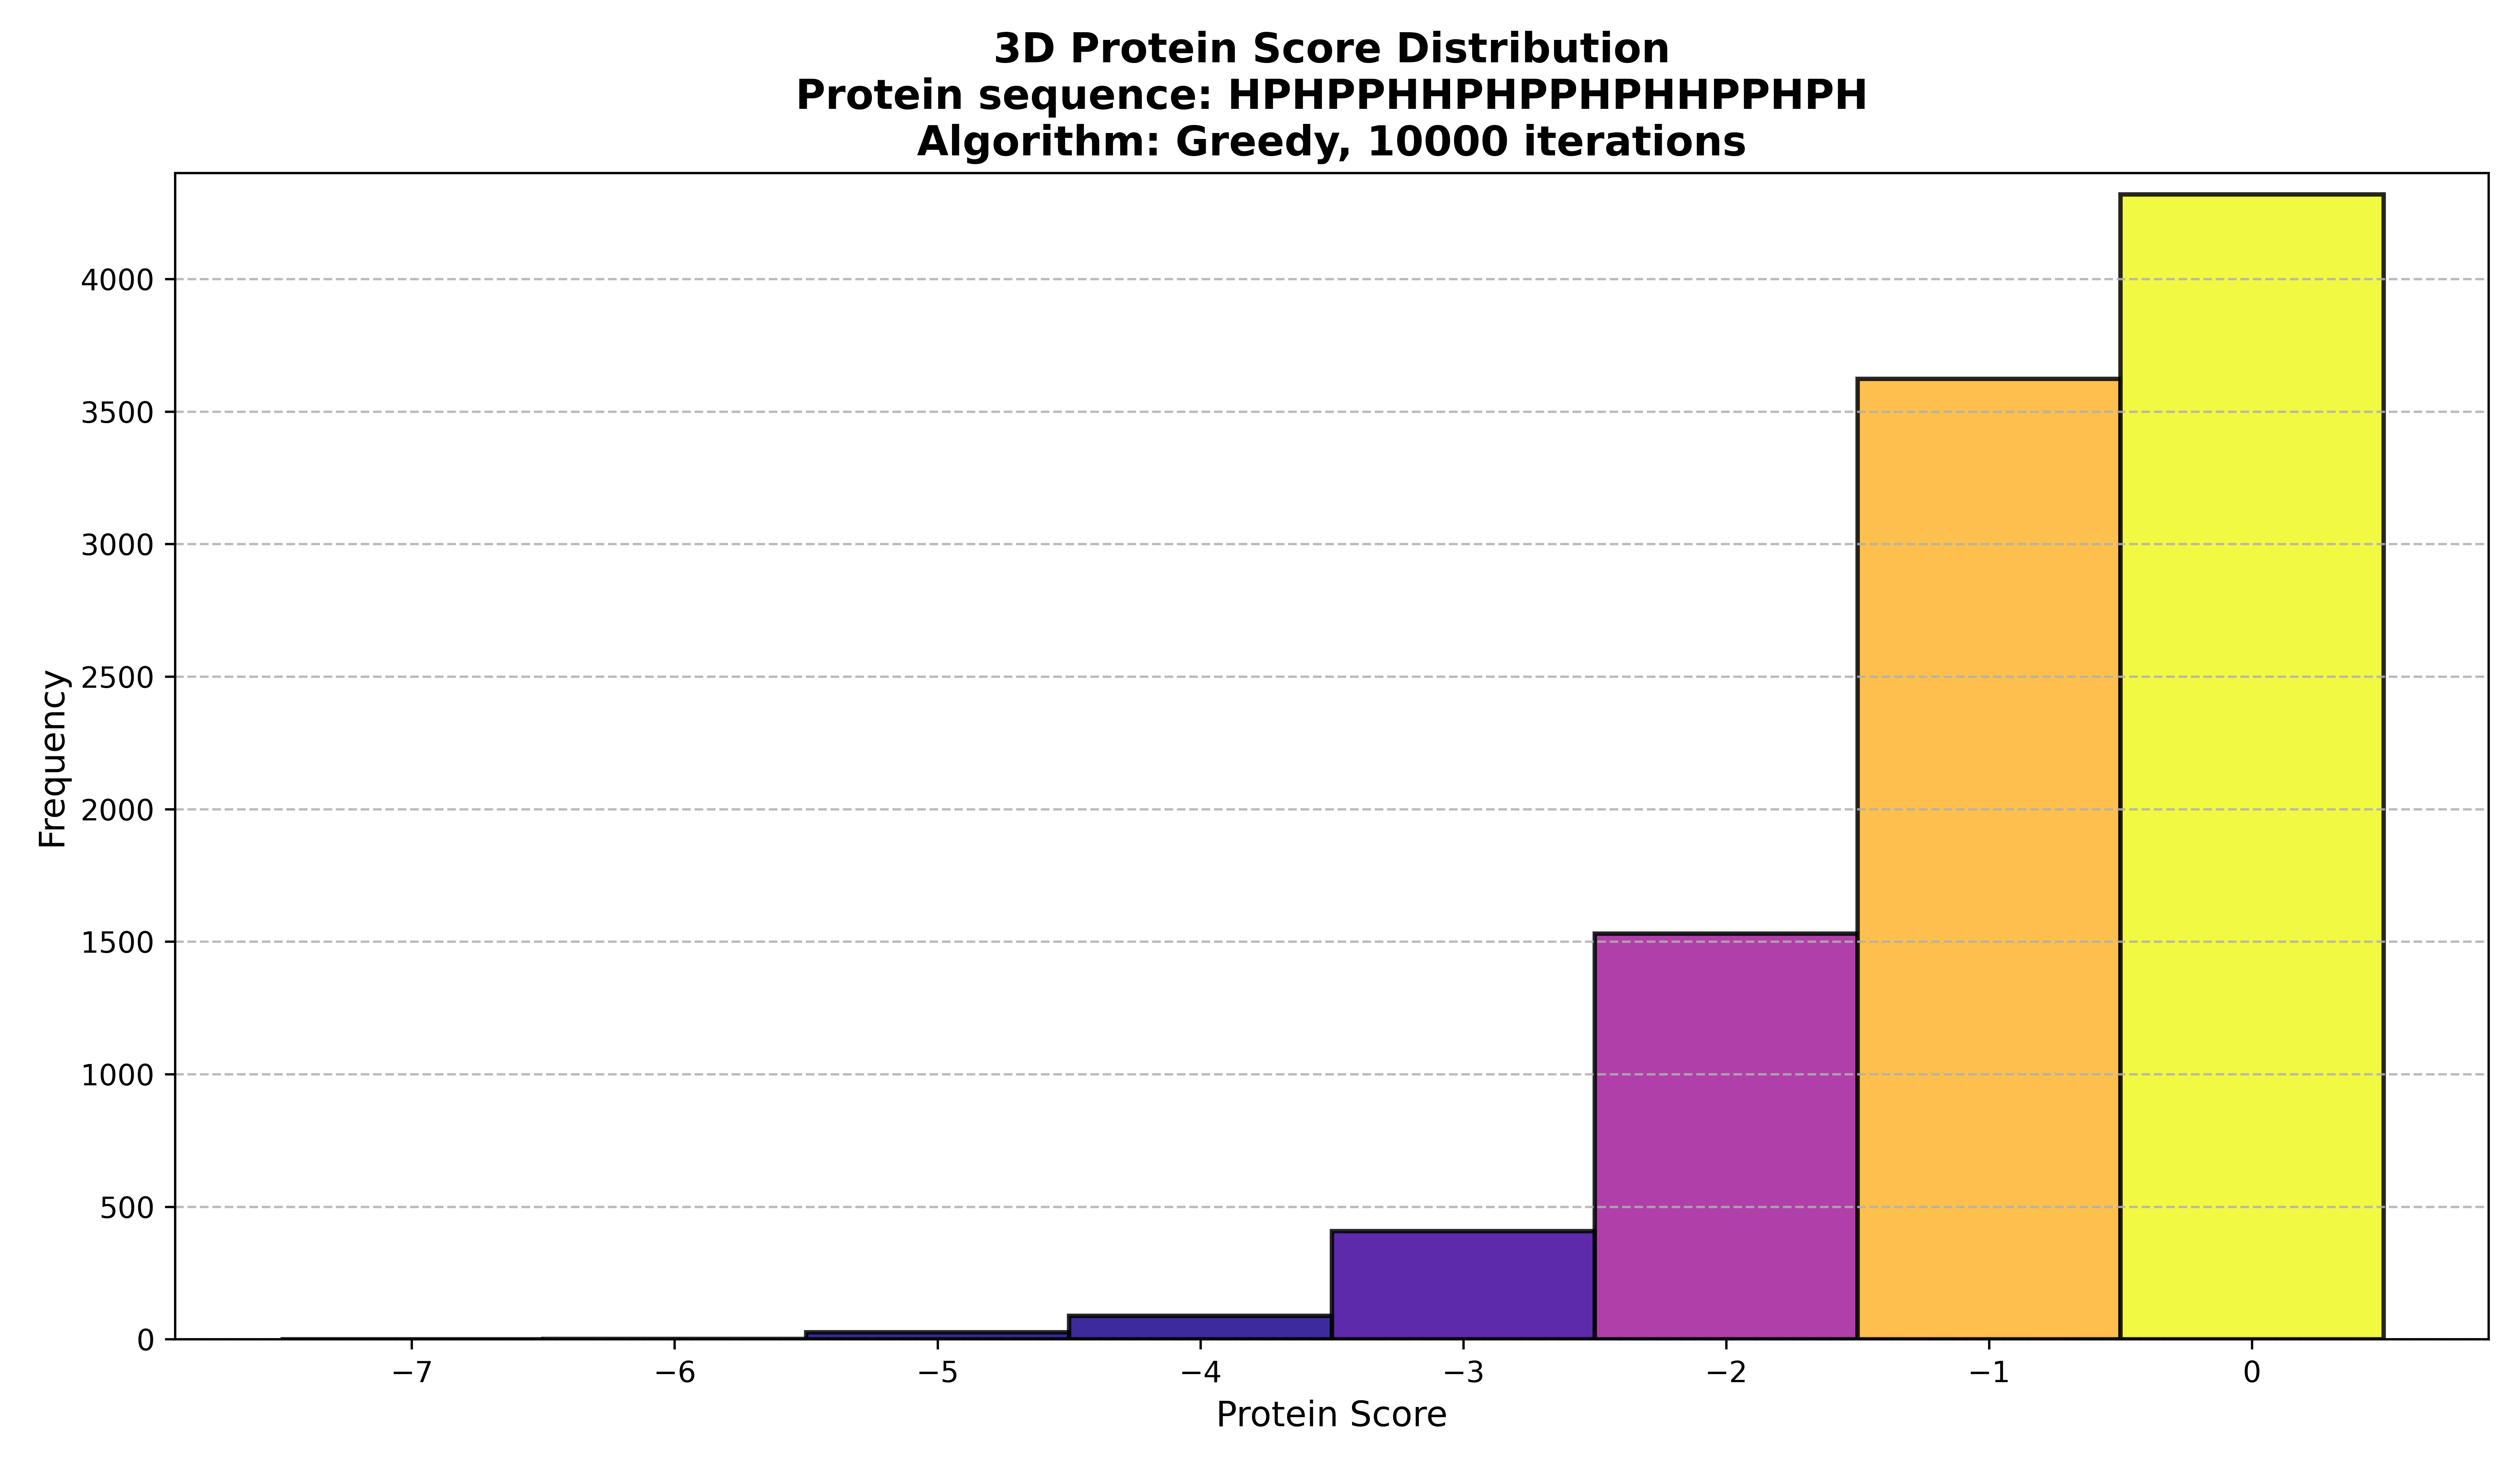 3D Protein Score Distribution
Protein sequence: HPHPPHHPHPPHPHHPPHPH
Algorithm: Greedy, 10000 iterations
Frequency
4000
3500
3000
2500
2000
1500
1000
500
0
−7 −6 −5 −4 −3 −2 −1 0
Protein Score